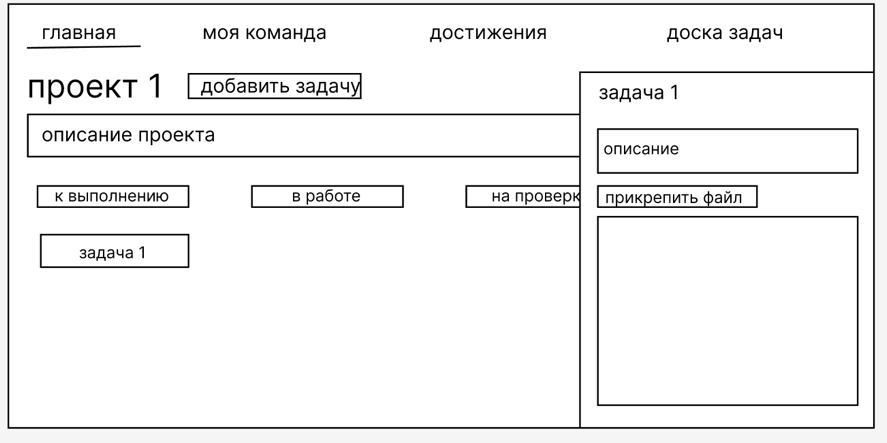 главная
моя команда
достижения
доска задач
проект 1
добавить задачу
описание проекта
к выполнению
в работе
на проверк
задача 1
задача 1
описание
прикрепить файл